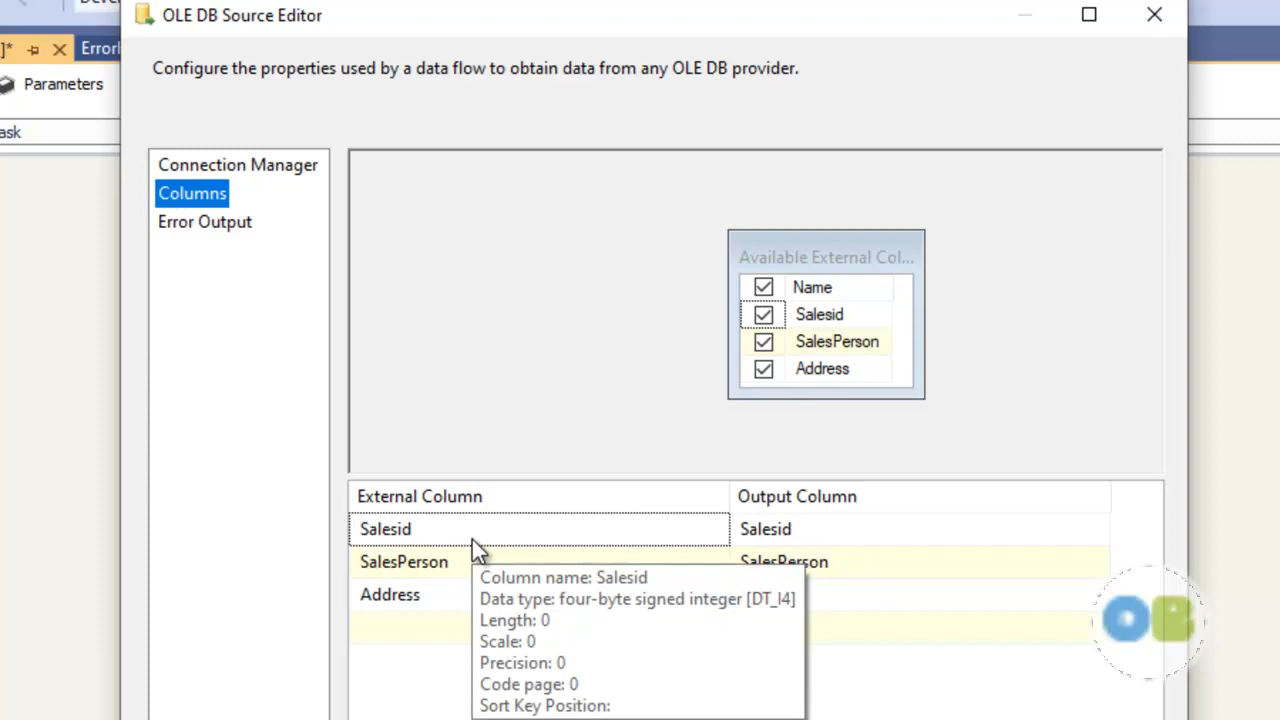 OLE DB Source Editor
]*
Parameters
ask
Configure the properties used by a data flow to obtain data from any OLE DB provider.
Connection Manager
Columns
Error Output
Available External Col...
Name
Salesid
SalesPerson
Address
External Column Output Column
Salesid Salesid
SalesPerson SalesPerson
Address
Column name: Salesid
Data type: four-byte signed integer [DT_I4]
Length: 0
Scale: 0
Precision: 0
Code page: 0
Sort Key Position:
OB